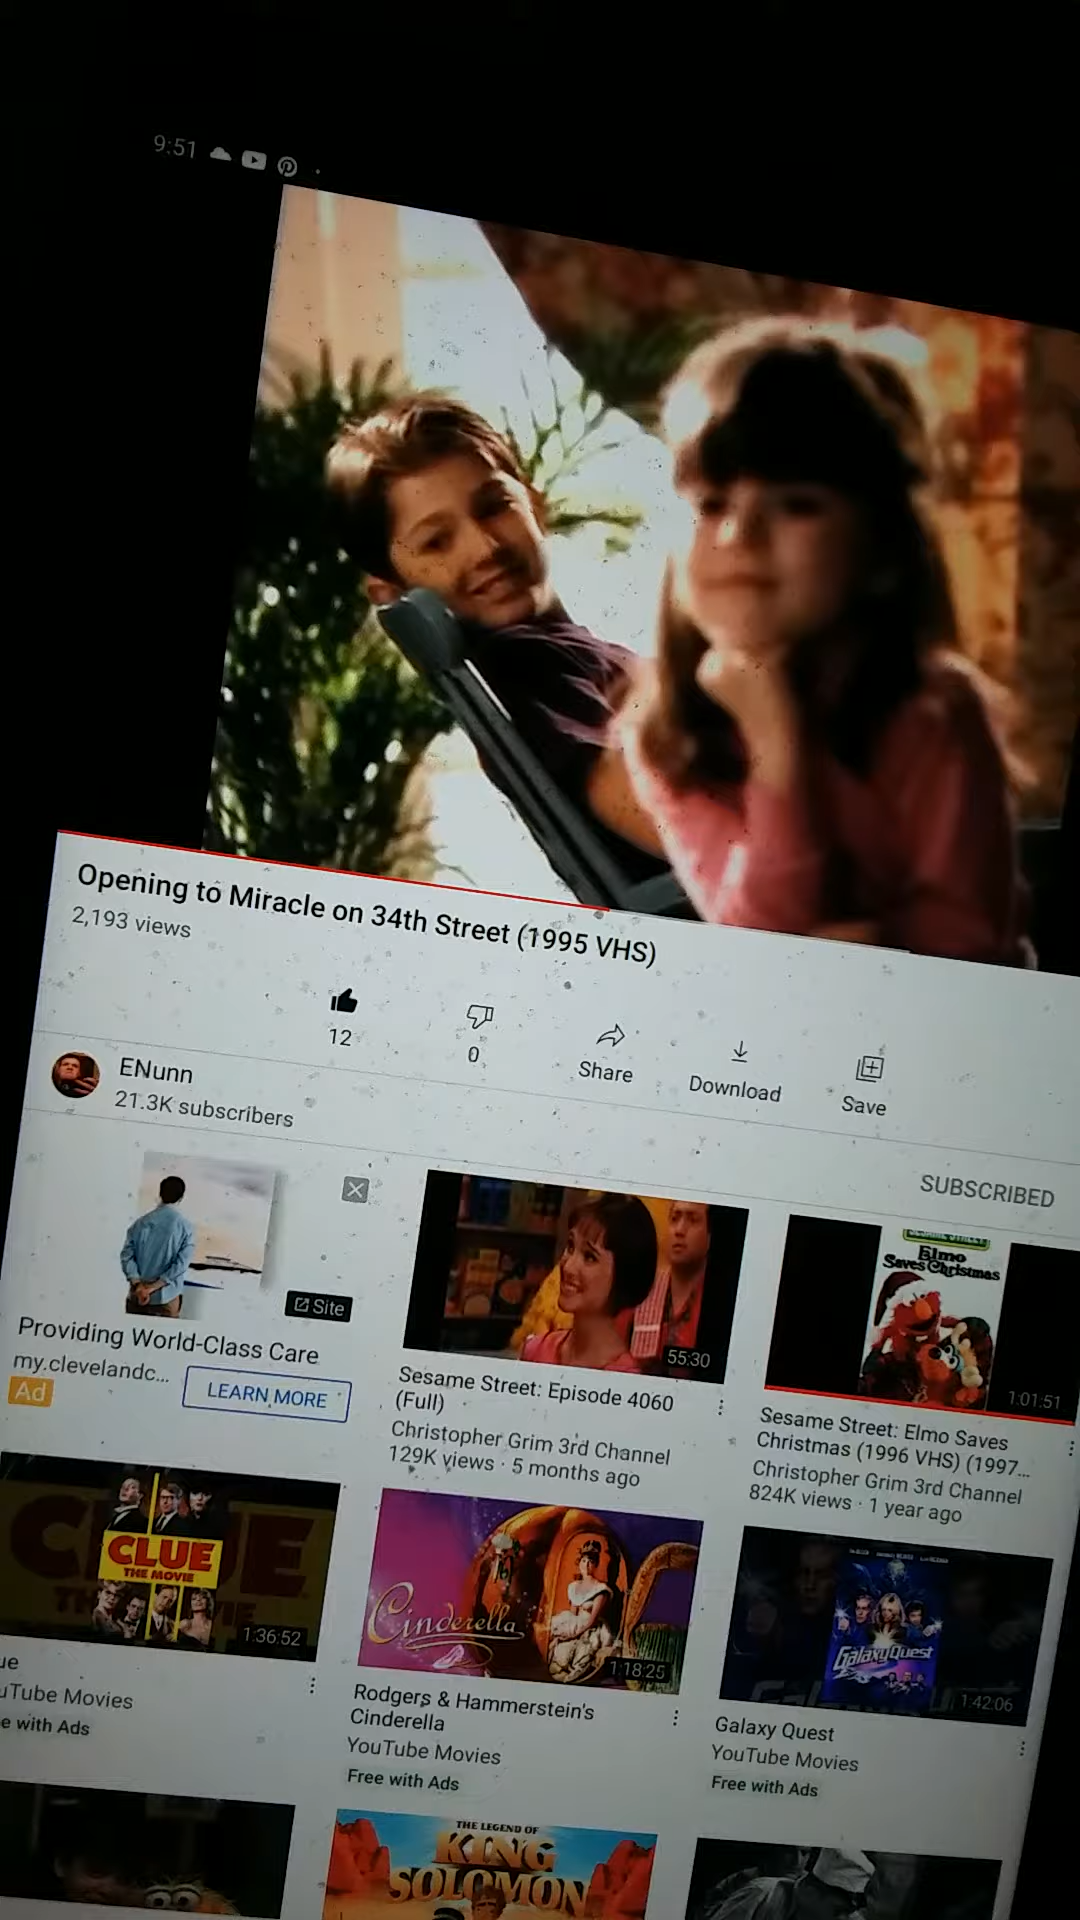 9:51
Opening to Miracle on 34th Street (1995 VHS)
2,193 views
12
0
Share
Download
Save
ENunn
21.3K subscribers
SUBSCRIBED
Site
Providing World-Class Care
my.clevelandc...
Ad
LEARN MORE
55:30
Sesame Street: Episode 4060
(Full)
Christopher Grim 3rd Channel
129K views · 5 months ago
SESAME STREET
Elmo
Saves Christmas
1:01:51
Sesame Street: Elmo Saves
Christmas (1996 VHS) (1997...
Christopher Grim 3rd Channel
824K views · 1 year ago
CLUE
THE MOVIE
1:36:52
ue
uTube Movies
e with Ads
Cinderella
1:18:25
Rodgers & Hammerstein's
Cinderella
YouTube Movies
Free with Ads
GalaxyQuest
1:42:06
Galaxy Quest
YouTube Movies
Free with Ads
THE LEGEND OF
KING
SOLOMON